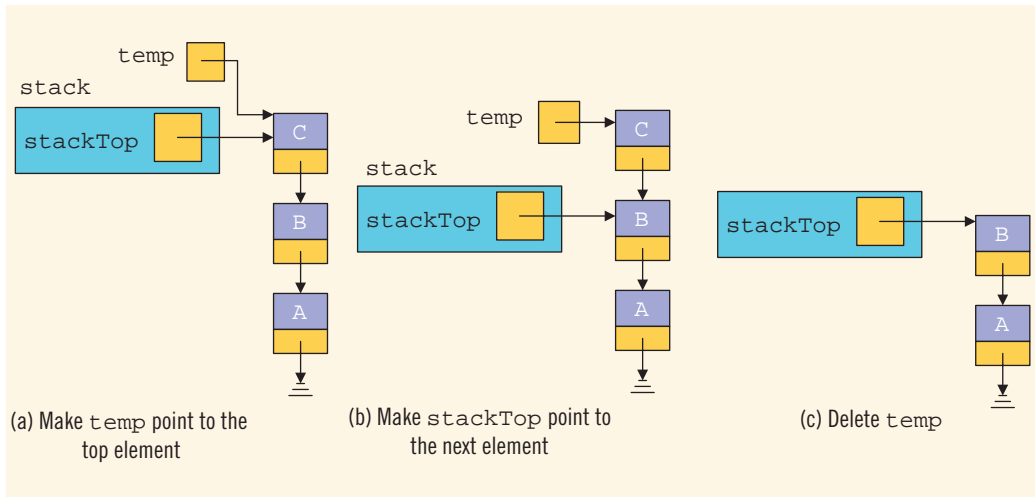 temp
stack
stackTop
C
B
A
(a) Make temp point to the
top element
temp
stack
stackTop
C
B
A
(b) Make stackTop point to
the next element
stackTop
B
A
(c) Delete temp